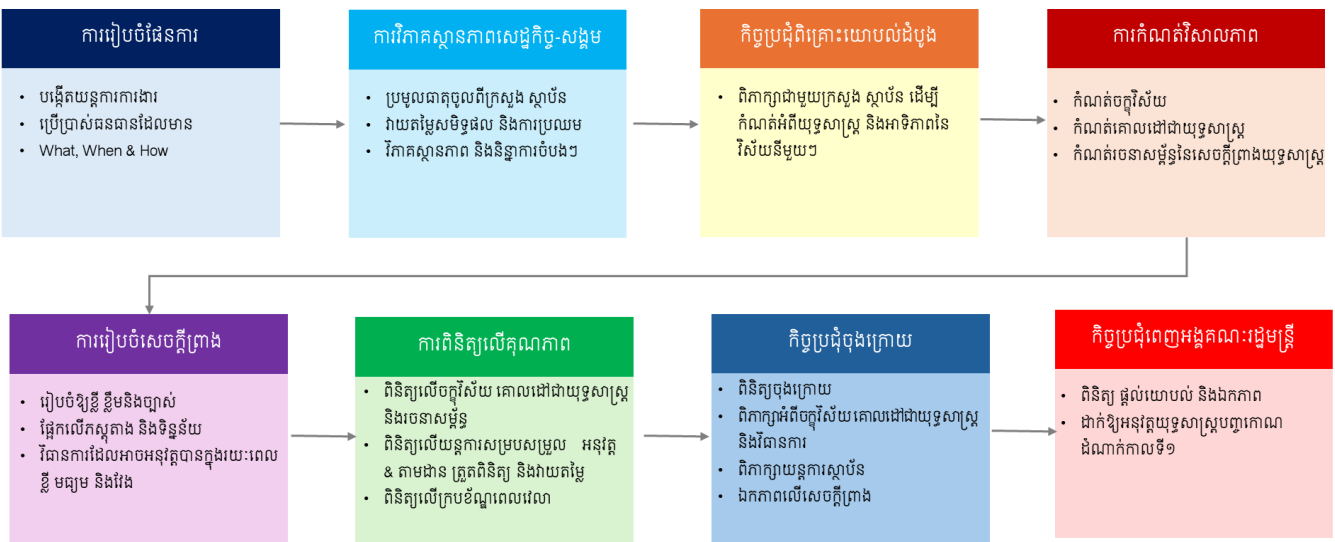 ការរៀបចំផែនការ
• បង្កើតយន្តការការងារ
• ប្រើប្រាស់ធនធានដែលមាន
• What, When & How
ការវិភាគស្ថានភាពសេដ្ឋកិច្ច-សង្គម
• ប្រមូលធាតុចូលពីក្រសួង ស្ថាប័ន
• វាយតម្លៃសមិទ្ធផល និងការប្រឈម
• វិភាគស្ថានភាព និងនិន្នាការចំបងៗ
កិច្ចប្រជុំពិគ្រោះយោបល់ដំបូង
• ពិភាក្សាជាមួយក្រសួង ស្ថាប័ន ដើម្បី
កំណត់អំពីយុទ្ធសាស្ត្រ និងអាទិភាពនៃ
វិស័យនីមួយៗ
ការកំណត់វិសាលភាព
• កំណត់ចក្ខុវិស័យ
• កំណត់គោលដៅជាយុទ្ធសាស្ត្រ
• កំណត់រចនាសម្ព័ន្ធនៃសេចក្តីព្រាងយុទ្ធសាស្ត្រ
ការរៀបចំសេចក្តីព្រាង
• រៀបចំឱ្យខ្លី ខ្លឹមនិងច្បាស់
• ផ្អែកលើភស្តុតាង និងទិន្នន័យ
• វិធានការដែលអាចអនុវត្តបានក្នុងរយៈពេល
ខ្លី មធ្យម និងវែង
ការពិនិត្យលើគុណភាព
• ពិនិត្យលើចក្ខុវិស័យ គោលដៅជាយុទ្ធសាស្ត្រ
និងរចនាសម្ព័ន្ធ
• ពិនិត្យលើយន្តការសម្របសម្រួល អនុវត្ត
& តាមដាន ត្រួតពិនិត្យ និងវាយតម្លៃ
• ពិនិត្យលើក្របខ័ណ្ឌពេលវេលា
កិច្ចប្រជុំចុងក្រោយ
• ពិនិត្យចុងក្រោយ
• ពិភាក្សាអំពីចក្ខុវិស័យ គោលដៅជាយុទ្ធសាស្ត្រ
និងវិធានការ
• ពិភាក្សាយន្តការស្ថាប័ន
• ឯកភាពលើសេចក្តីព្រាង
កិច្ចប្រជុំពេញអង្គគណៈរដ្ឋមន្ត្រី
• ពិនិត្យ ផ្តល់យោបល់ និងឯកភាព
• ដាក់ឱ្យអនុវត្តយុទ្ធសាស្ត្របញ្ចកោណ
ដំណាក់កាលទី១